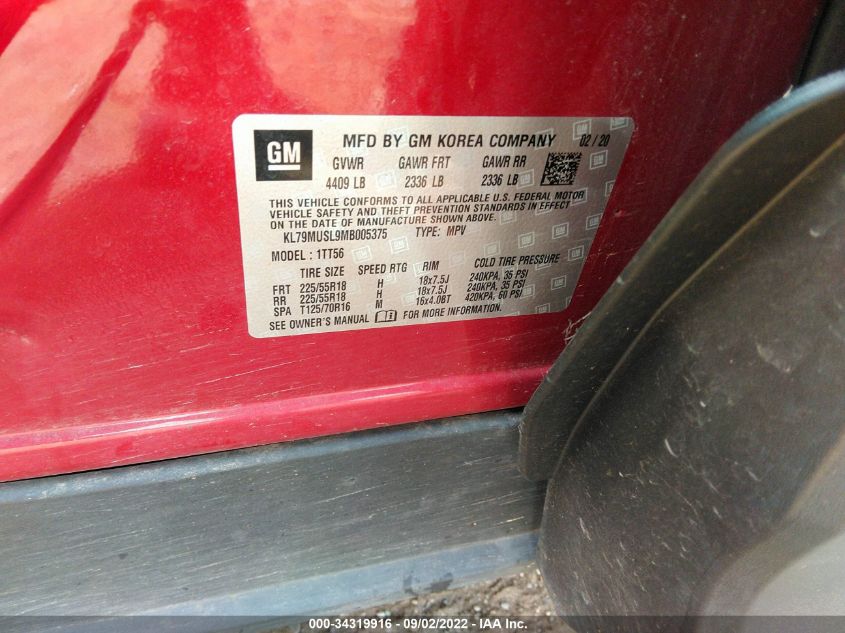 GM
MFD BY GM KOREA COMPANY 02/20
GVWR GAWR FRT GAWR RR
4409 LB 2336 LB 2336 LB
THIS VEHICLE CONFORMS TO ALL APPLICABLE U.S. FEDERAL MOTOR
VEHICLE SAFETY AND THEFT PREVENTION STANDARDS IN EFFECT
ON THE DATE OF MANUFACTURE SHOWN ABOVE.
KL79MUSL9MB005375 TYPE: MPV
MODEL: 1TT56
TIRE SIZE SPEED RTG RIM COLD TIRE PRESSURE
FRT 225/55R18 H 18x7.5J 240KPA, 35 PSI
RR 225/55R18 H 18x7.5J 240KPA, 35 PSI
SPA T125/70R16 M 16x4.0BT 420KPA, 60 PSI
SEE OWNER'S MANUAL FOR MORE INFORMATION.
000-34319916 - 09/02/2022 - IAA Inc.